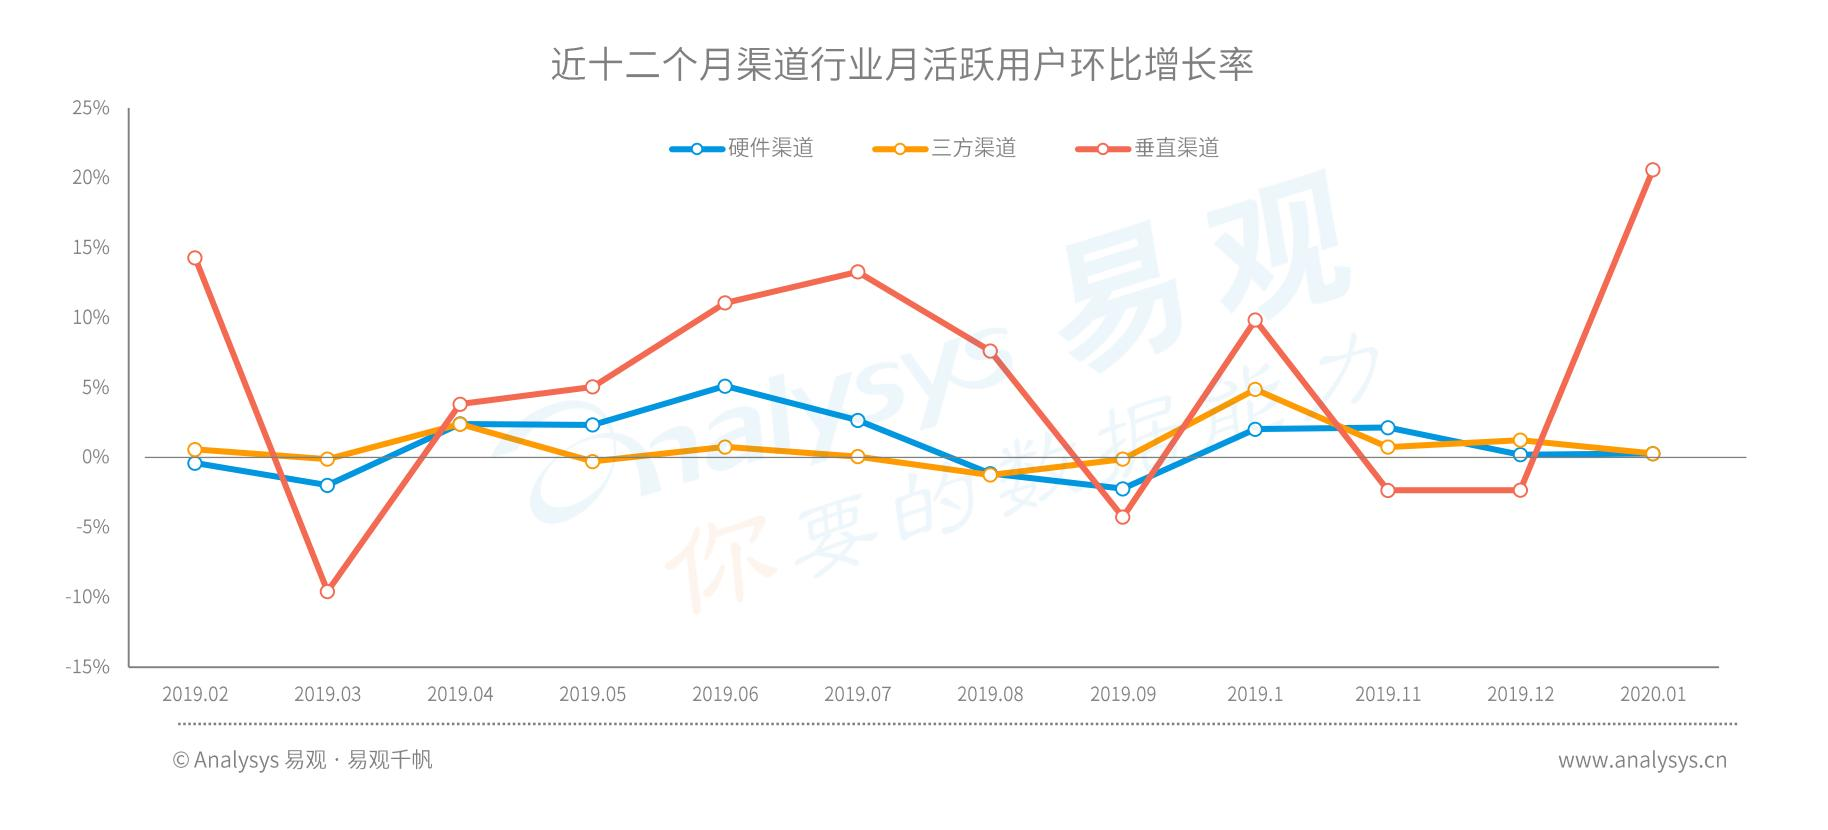 近十二个月渠道行业月活跃用户环比增长率
25%
硬件渠道 三方渠道 垂直渠道
20%
15%
10%
5%
0%
-5%
-10%
-15%
2019.02 2019.03 2019.04 2019.05 2019.06 2019.07 2019.08 2019.09 2019.1 2019.11 2019.12 2020.01
Analysys 易观
你要的数据能力
© Analysys 易观 · 易观千帆
www.analysys.cn